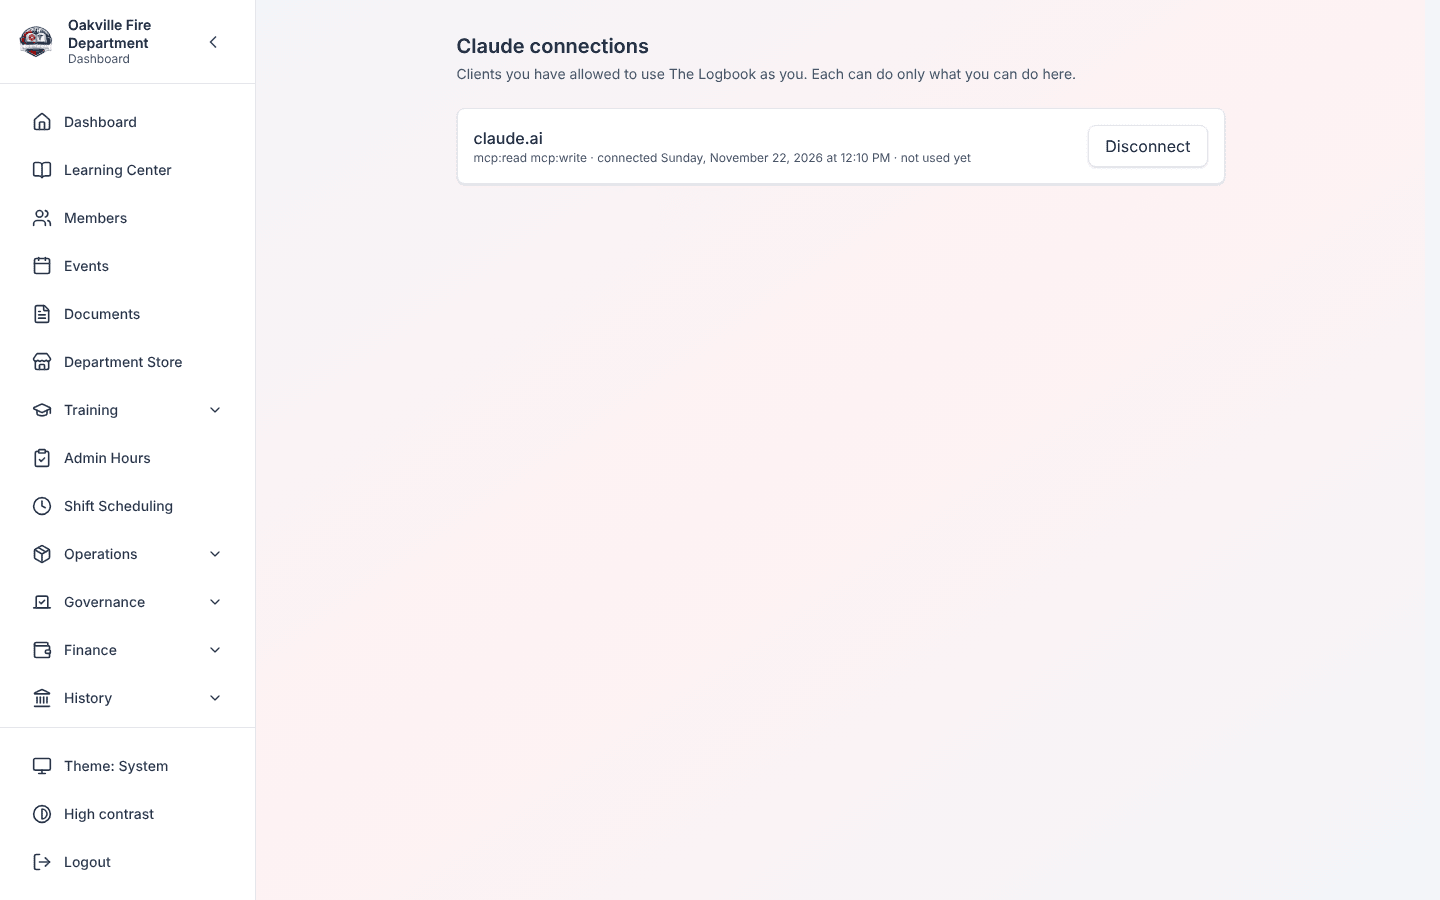 Oakville Fire
Department
Dashboard
Dashboard
Learning Center
Members
Events
Documents
Department Store
Training
Admin Hours
Shift Scheduling
Operations
Governance
Finance
History
Theme: System
High contrast
Logout
Claude connections
Clients you have allowed to use The Logbook as you. Each can do only what you can do here.
claude.ai
mcp:read mcp:write · connected Sunday, November 22, 2026 at 12:10 PM · not used yet
Disconnect